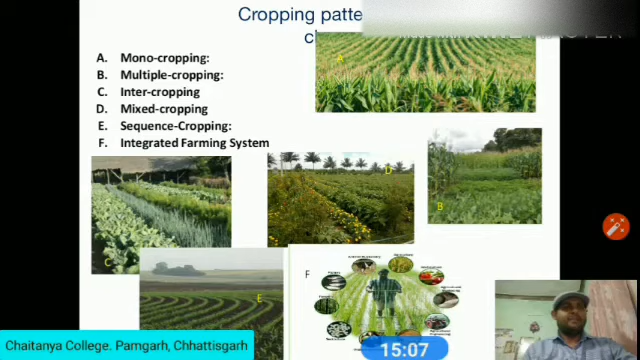 Cropping patte
A. Mono-cropping:
B. Multiple-cropping:
C. Inter-cropping
D. Mixed-cropping
E. Sequence-Cropping:
F. Integrated Farming System
A
D
B
C
E
F
15:07
Chaitanya College, Pamgarh, Chhattisgarh